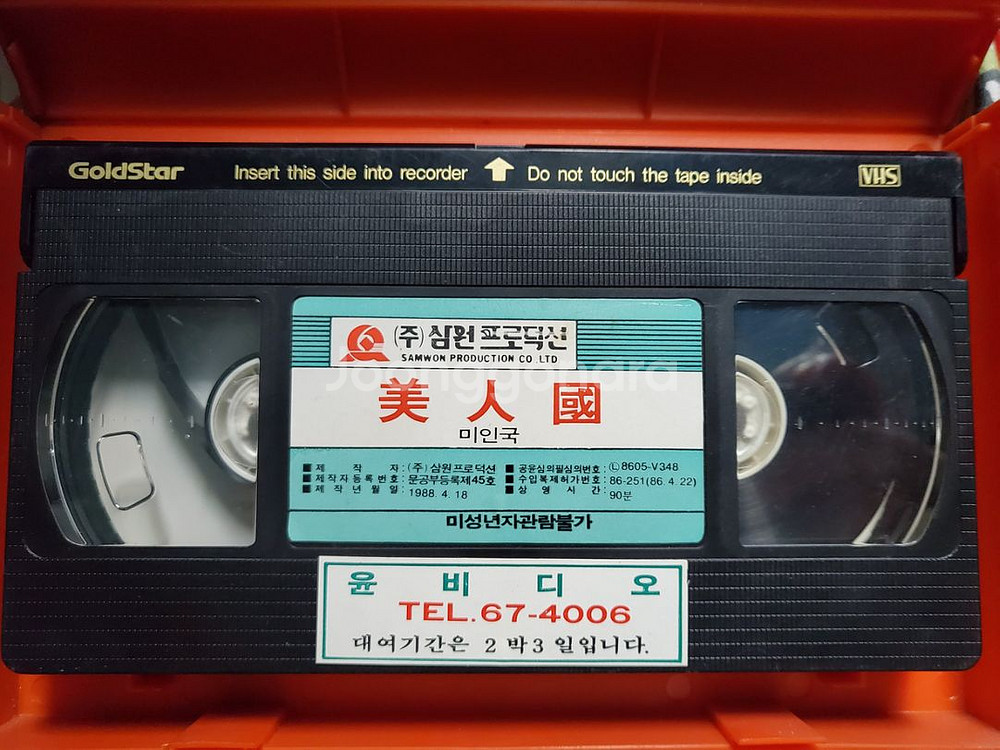 GoldStar Insert this side into recorder Do not touch the tape inside VHS
(주)삼원프로덕션
SAMWON PRODUCTION CO.LTD
Joonggonara
美人國
미인국
■제작자:(주)삼원프로덕션
■제작자등록번호:문공부등록제45호
■제작년월일:1988.4.18
■공윤심의필심의번호:Ⓛ8605-V348
■수입복제허가번호:86-251(86.4.22)
■상영시간:90분
미성년자관람불가
윤비디오
TEL.67-4006
대여기간은 2박3일입니다.